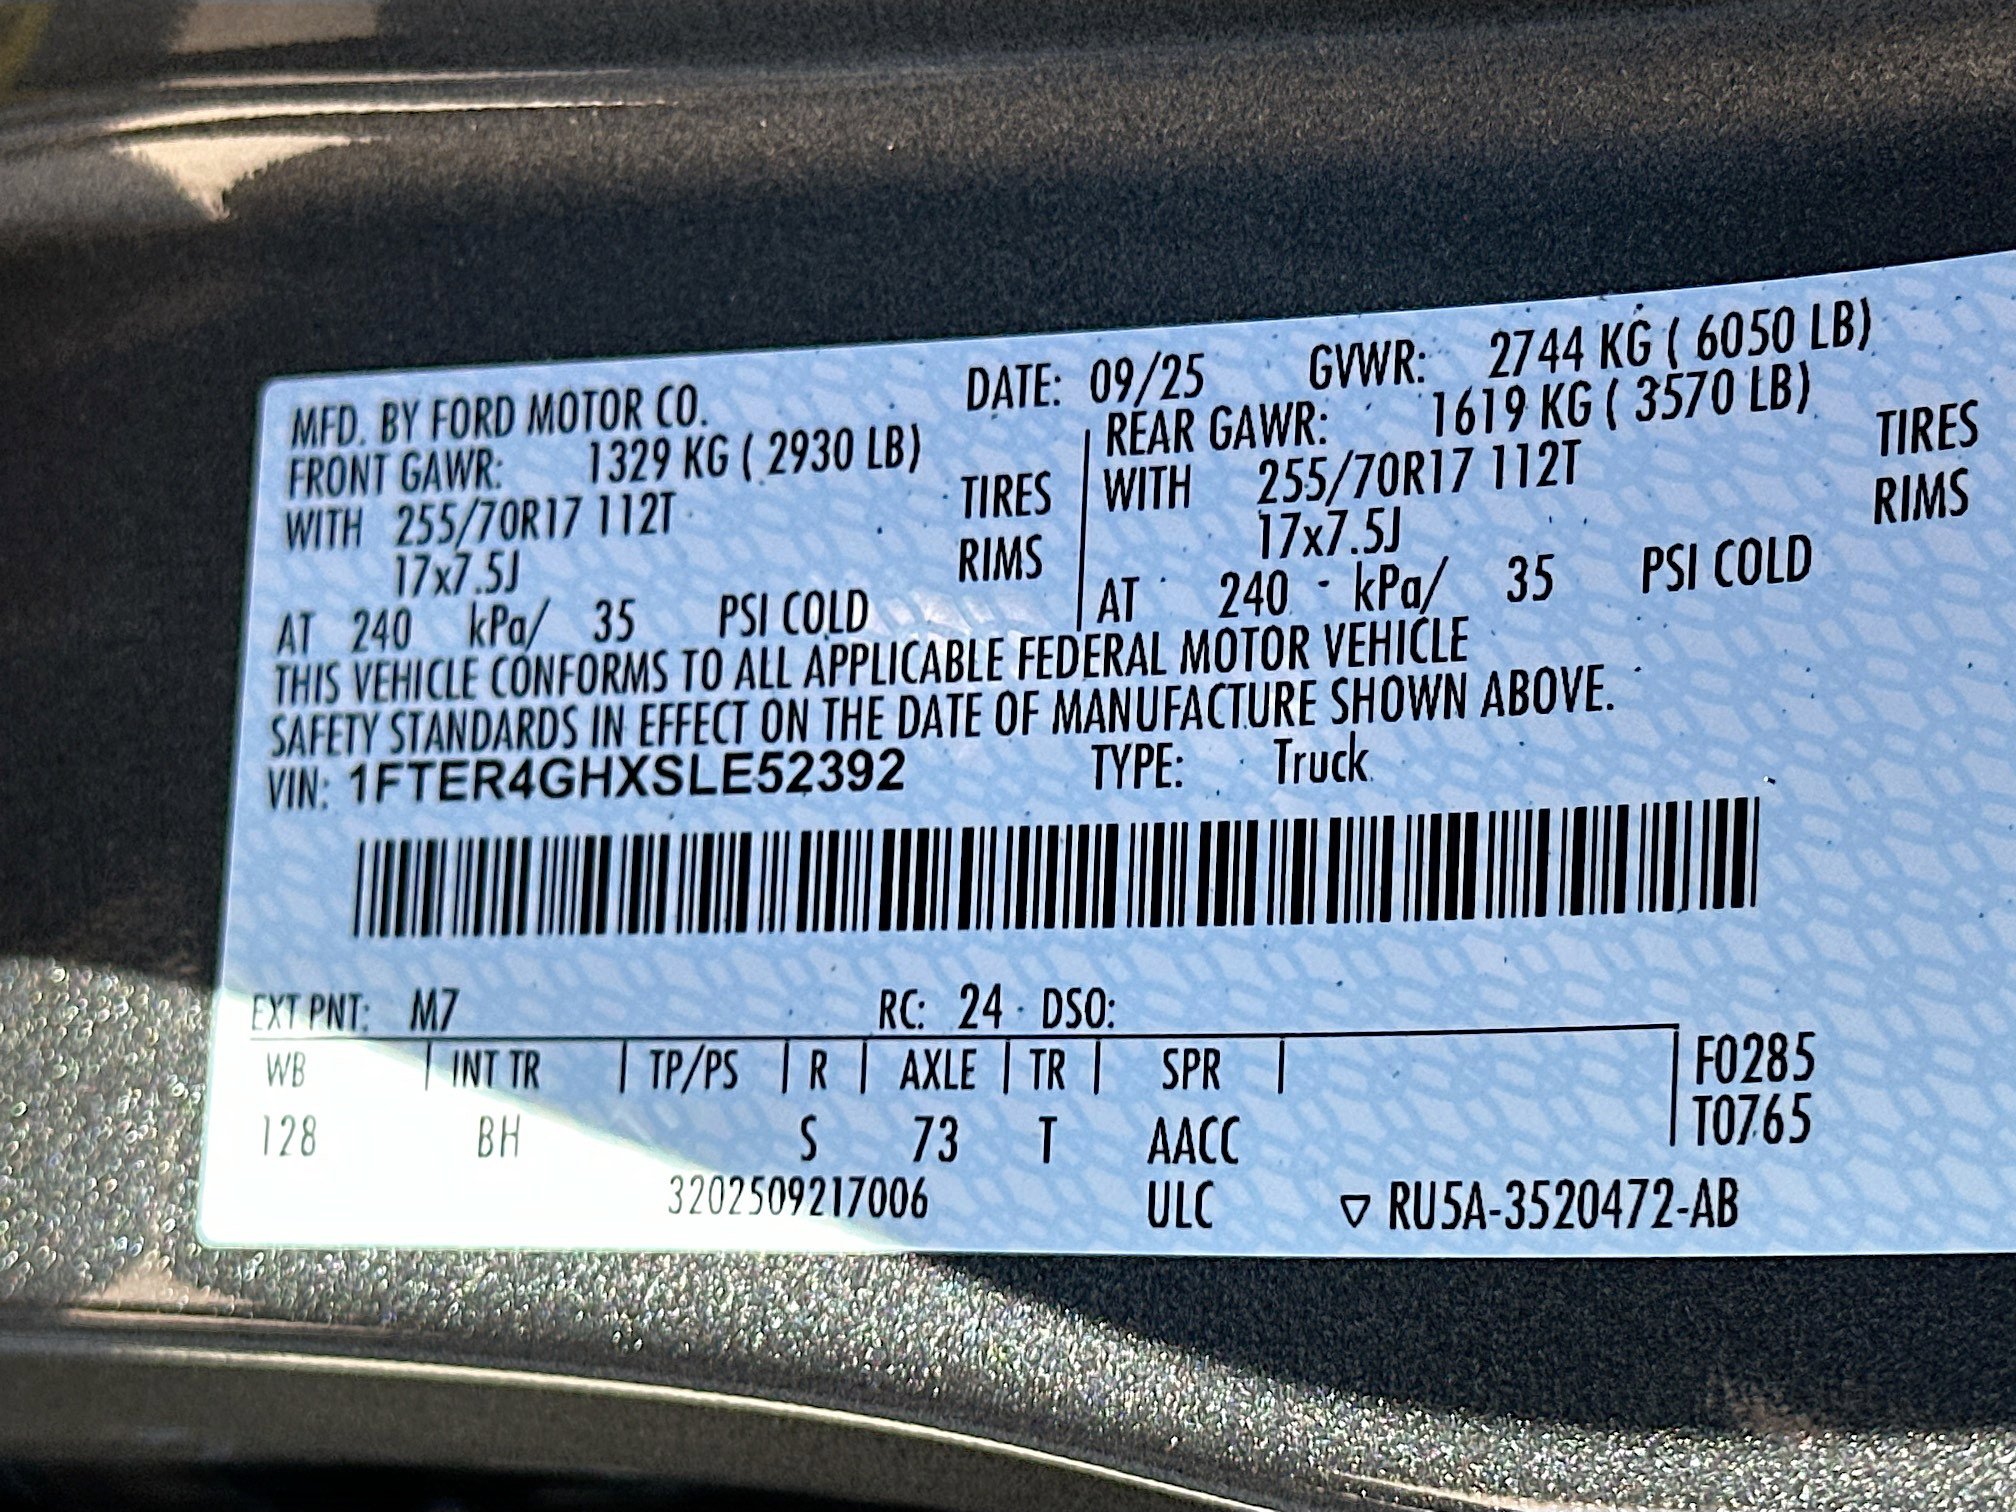 MFD. BY FORD MOTOR CO. DATE: 09/25 GVWR: 2744 KG ( 6050 LB)
FRONT GAWR: 1329 KG ( 2930 LB) REAR GAWR: 1619 KG ( 3570 LB)
WITH 255/70R17 112T TIRES WITH 255/70R17 112T TIRES
17x7.5J RIMS 17x7.5J RIMS
AT 240 kPa/ 35 PSI COLD AT 240 kPa/ 35 PSI COLD
THIS VEHICLE CONFORMS TO ALL APPLICABLE FEDERAL MOTOR VEHICLE
SAFETY STANDARDS IN EFFECT ON THE DATE OF MANUFACTURE SHOWN ABOVE.
VIN: 1FTER4GHXSLE52392 TYPE: Truck
EXT PNT: M7 RC: 24 DSO:
WB INT TR TP/PS R AXLE TR SPR F0285
128 BH S 73 T AACC T0765
3202509217006 ULC ▽ RU5A-3520472-AB